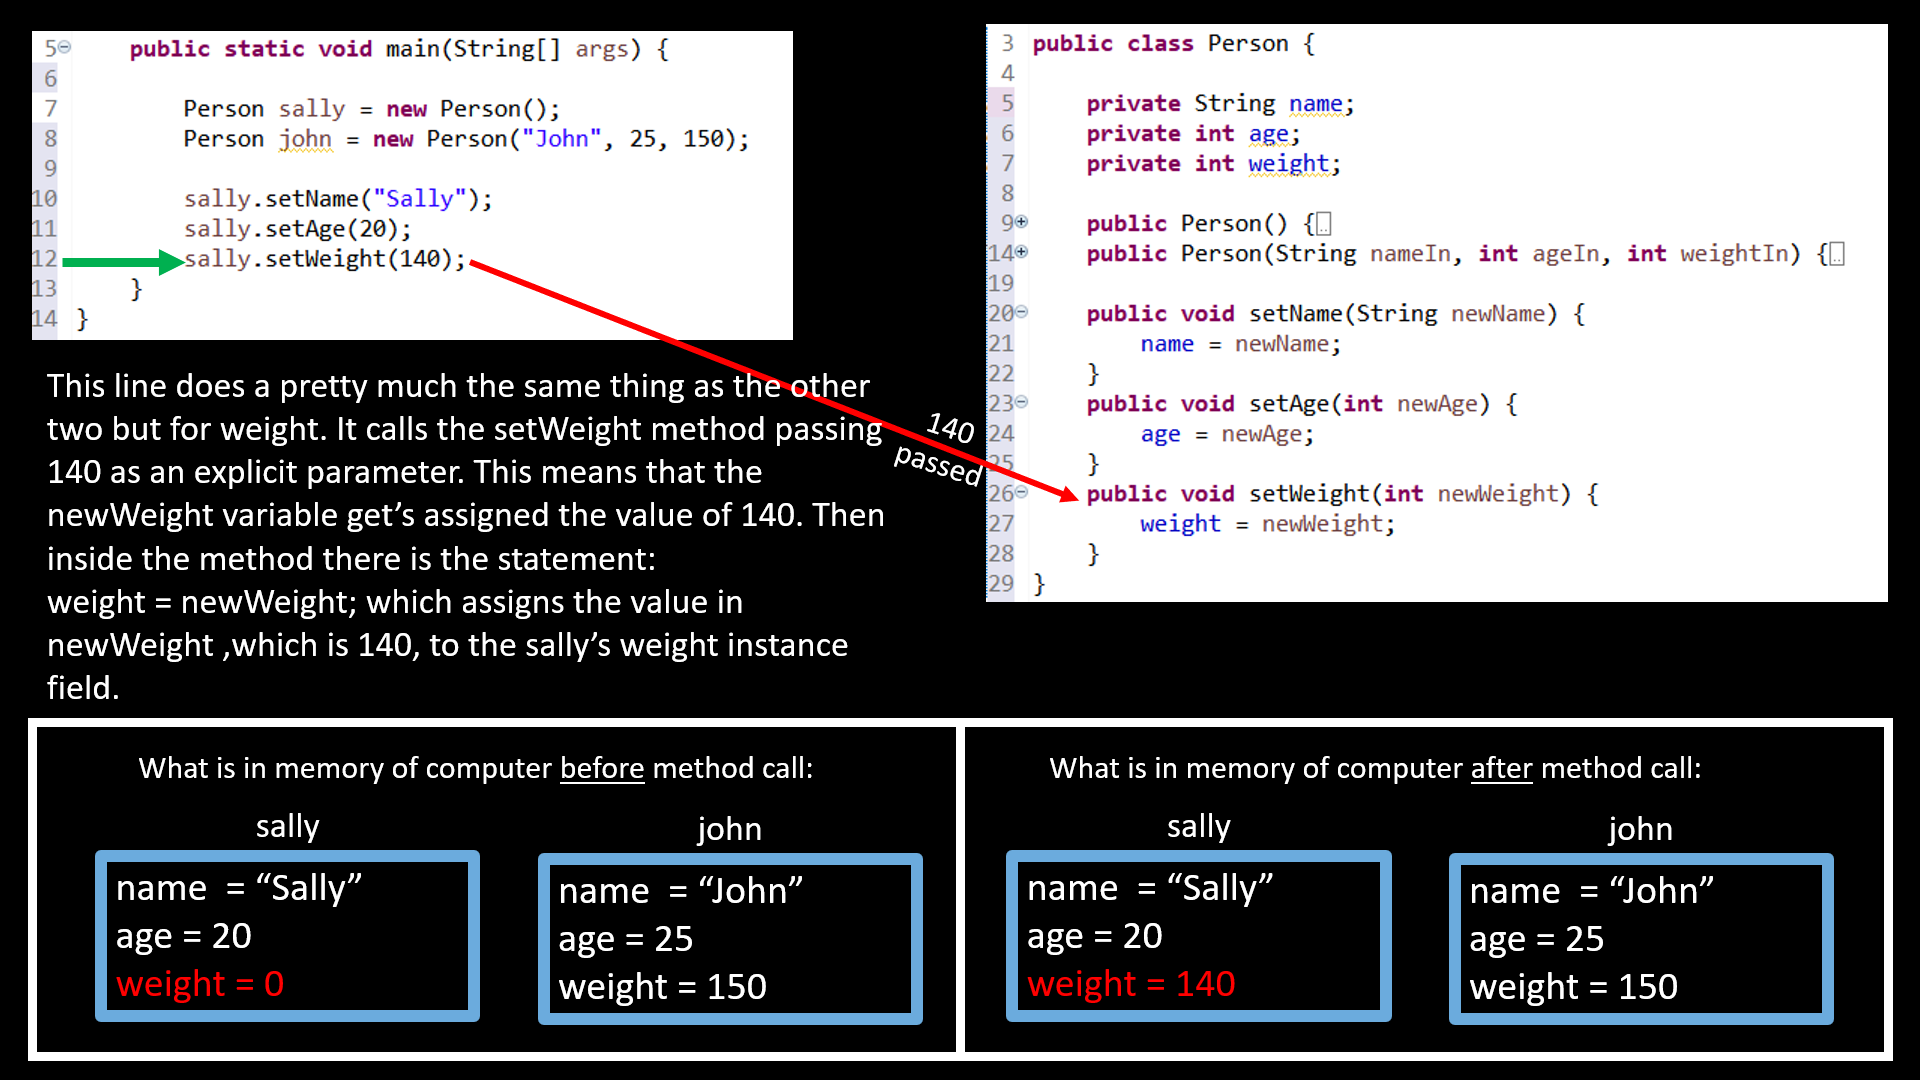 5 public static void main(String[] args) {
6
7 Person sally = new Person();
8 Person john = new Person("John", 25, 150);
9
10 sally.setName("Sally");
11 sally.setAge(20);
12 sally.setWeight(140);
13 }
14 }
3 public class Person {
4
5 private String name;
6 private int age;
7 private int weight;
8
9 public Person() {
14 public Person(String nameIn, int ageIn, int weightIn) {
19
20 public void setName(String newName) {
21 name = newName;
22 }
23 public void setAge(int newAge) {
24 age = newAge;
25 }
26 public void setWeight(int newWeight) {
27 weight = newWeight;
28 }
29 }
This line does a pretty much the same thing as the other
two but for weight. It calls the setWeight method passing
140 as an explicit parameter. This means that the
newWeight variable get’s assigned the value of 140. Then
inside the method there is the statement:
weight = newWeight; which assigns the value in
newWeight ,which is 140, to the sally’s weight instance
field.
140
passed
What is in memory of computer before method call:
sally
name = “Sally”
age = 20
weight = 0
john
name = “John”
age = 25
weight = 150
What is in memory of computer after method call:
sally
name = “Sally”
age = 20
weight = 140
john
name = “John”
age = 25
weight = 150